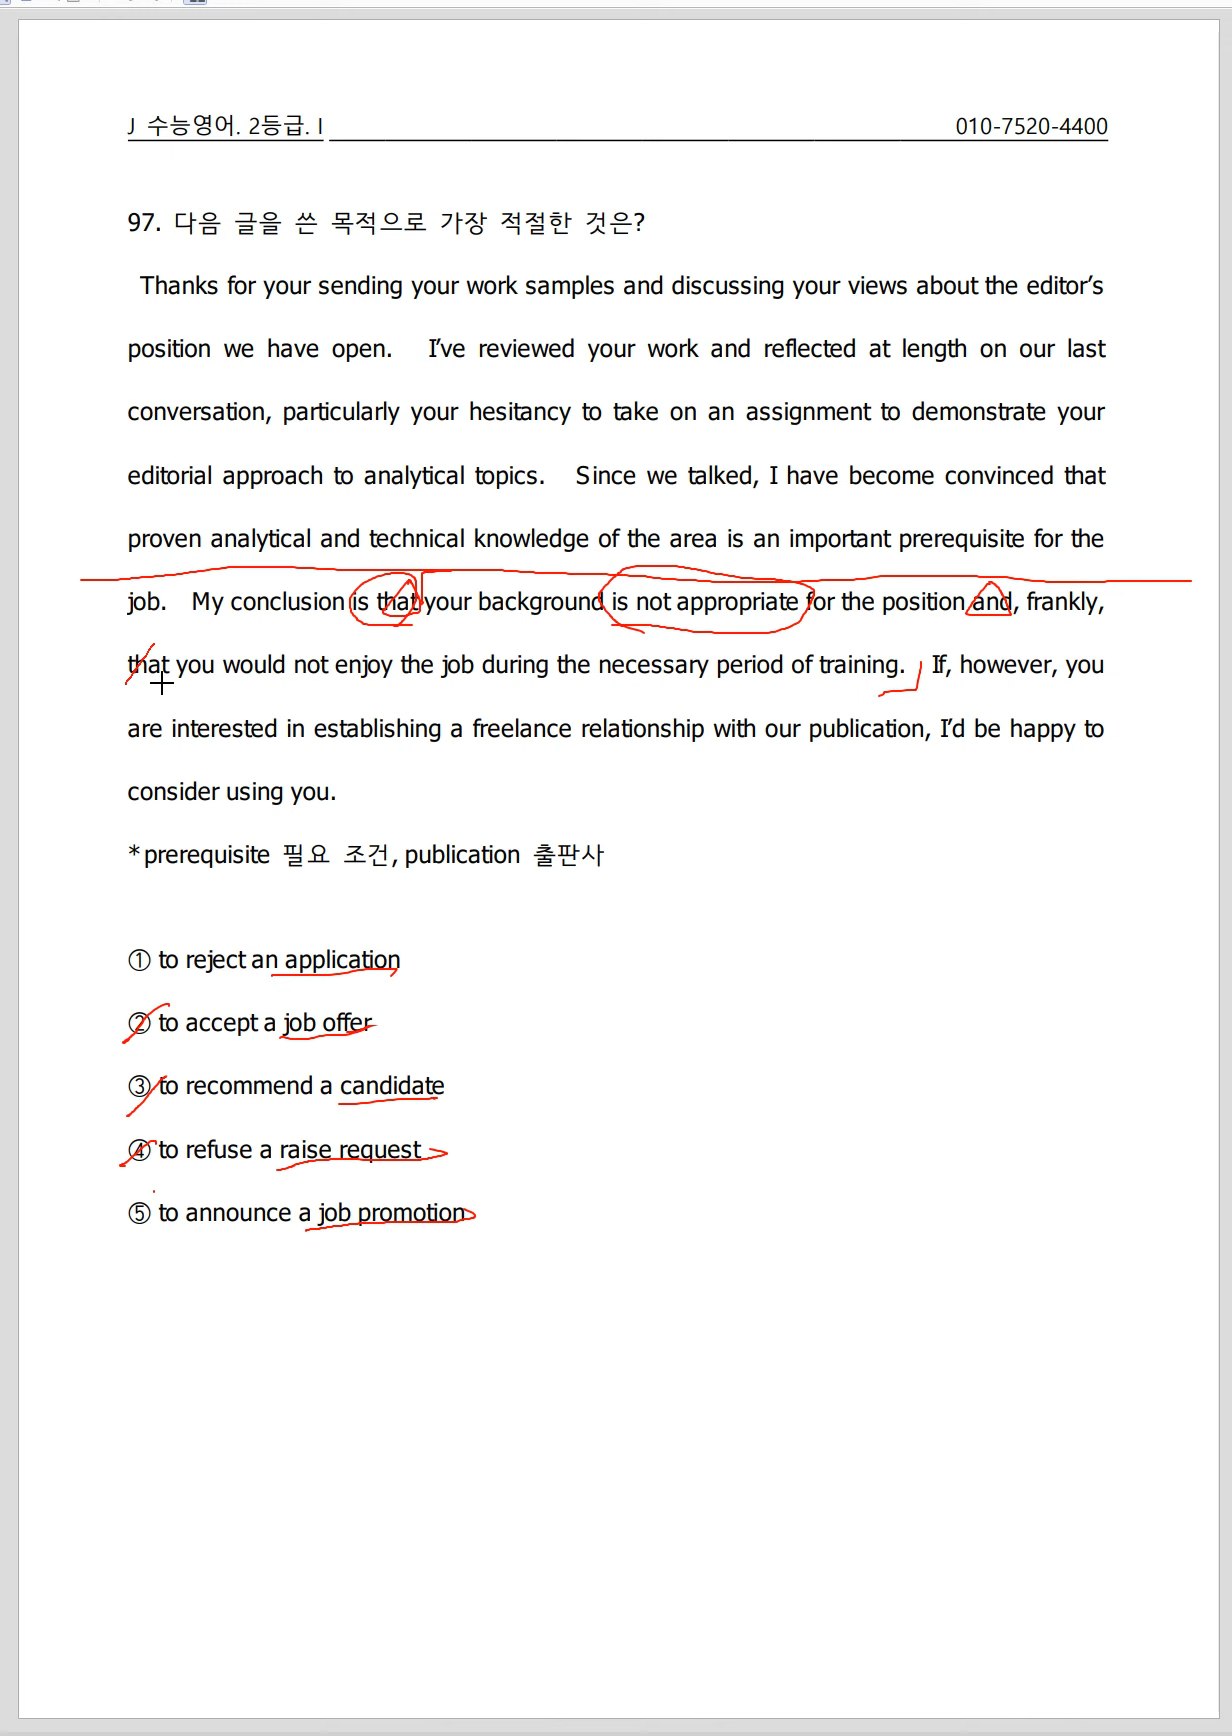 J 수능영어. 2등급. I 010-7520-4400
97. 다음 글을 쓴 목적으로 가장 적절한 것은?
Thanks for your sending your work samples and discussing your views about the editor’s
position we have open. I’ve reviewed your work and reflected at length on our last
conversation, particularly your hesitancy to take on an assignment to demonstrate your
editorial approach to analytical topics. Since we talked, I have become convinced that
proven analytical and technical knowledge of the area is an important prerequisite for the
job. My conclusion is that your background is not appropriate for the position and, frankly,
that you would not enjoy the job during the necessary period of training. If, however, you
are interested in establishing a freelance relationship with our publication, I’d be happy to
consider using you.
*prerequisite 필요 조건, publication 출판사
① to reject an application
② to accept a job offer
③ to recommend a candidate
④ to refuse a raise request
⑤ to announce a job promotion